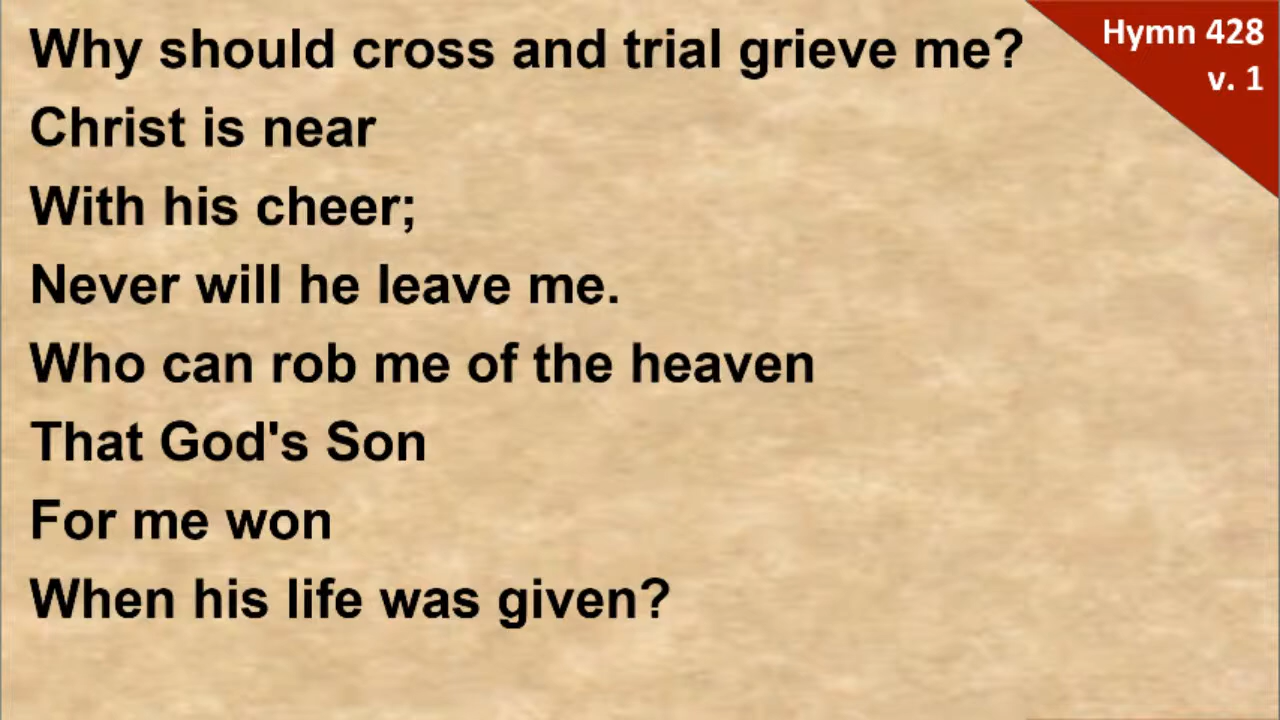 Why should cross and trial grieve me?
Christ is near
With his cheer;
Never will he leave me.
Who can rob me of the heaven
That God's Son
For me won
When his life was given?
Hymn 428
v. 1